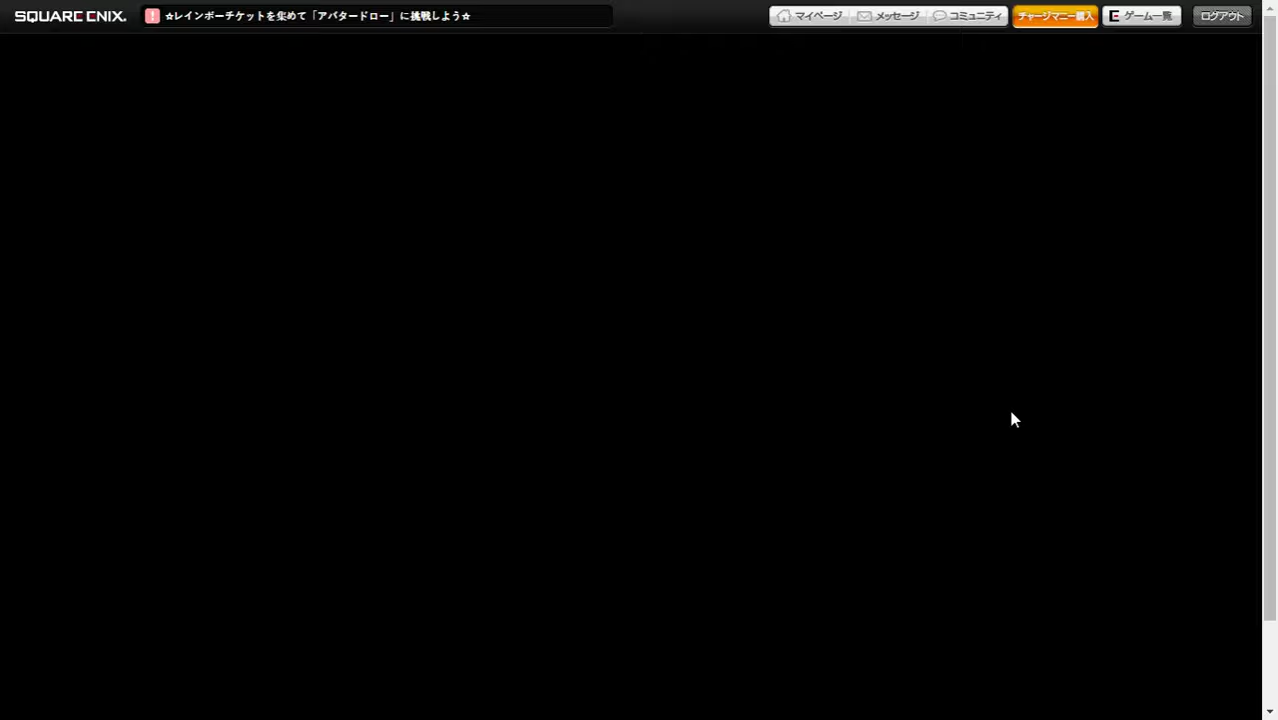 SQUARE ENIX.
☆レインボーチケットを集めて「アバタードロー」に挑戦しよう☆
マイページ
メッセージ
コミュニティ
チャージマニー購入
ゲーム一覧
ログアウト